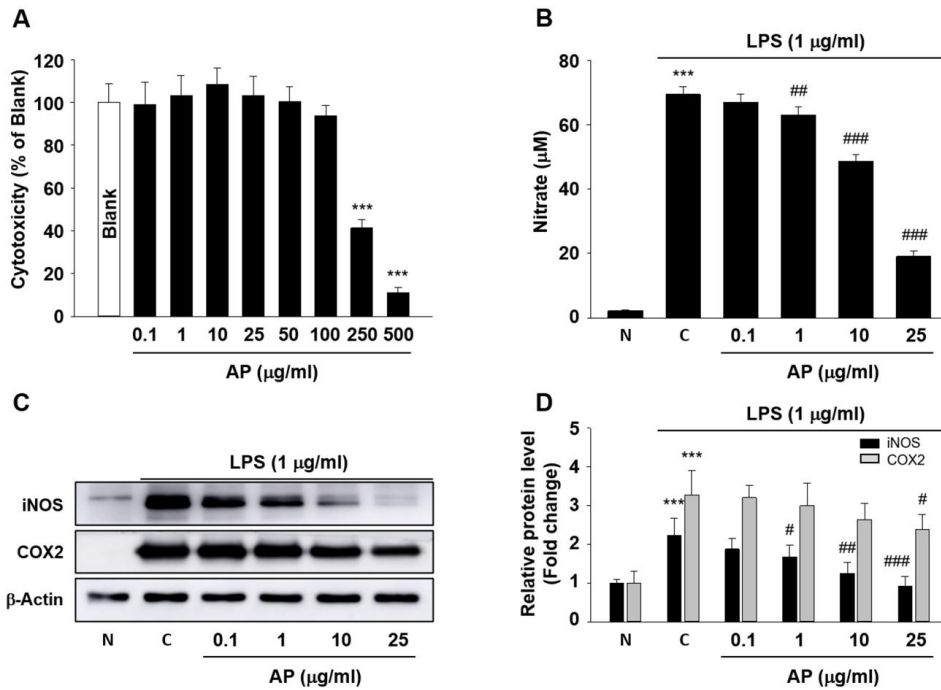 A
Cytotoxicity (% of Blank)
120
100
80
60
40
20
0
Blank
***
***
0.1 1 10 25 50 100 250 500
AP (μg/ml)
B
LPS (1 μg/ml)
Nitrate (μM)
80
60
40
20
0
***
##
###
###
N C 0.1 1 10 25
AP (μg/ml)
C
LPS (1 μg/ml)
iNOS
COX2
β-Actin
N C 0.1 1 10 25
AP (μg/ml)
D
LPS (1 μg/ml)
Relative protein level
(Fold change)
5
4
3
2
1
0
iNOS
COX2
***
***
#
##
###
#
N C 0.1 1 10 25
AP (μg/ml)